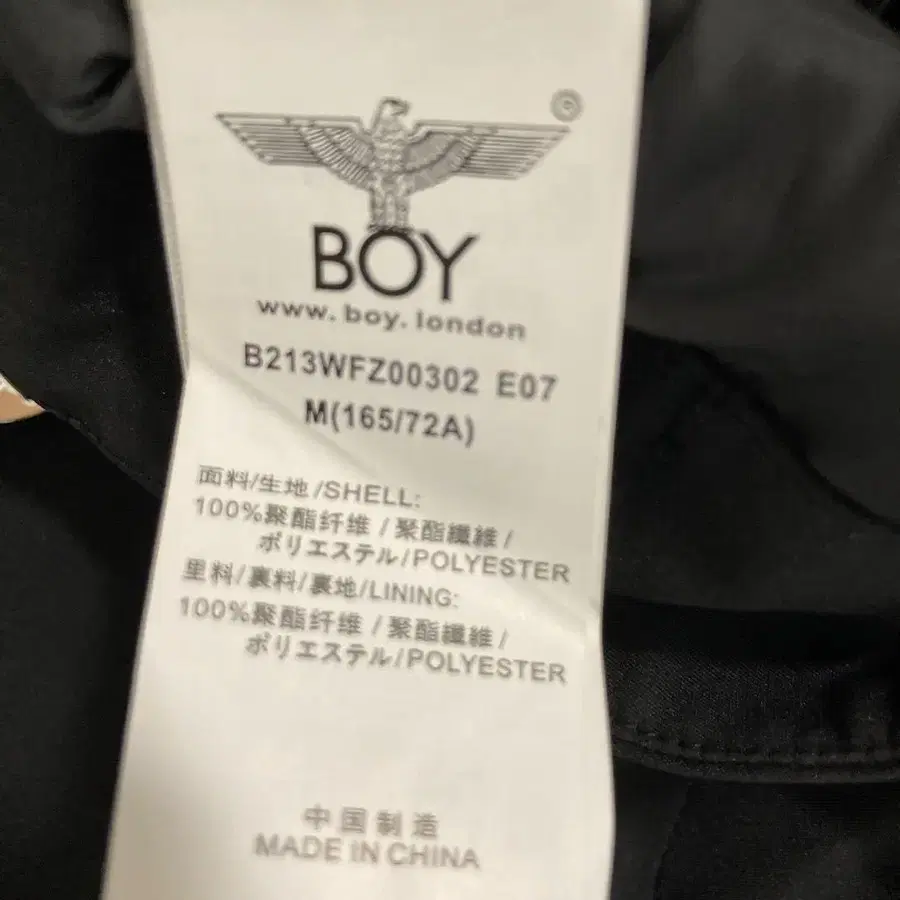 ©
BOY
www.boy.london
B213WFZ00302 E07
M(165/72A)
面料/生地/SHELL:
100%聚酯纤维/聚酯纖維/
ポリエステル/POLYESTER
里料/裏料/裏地/LINING:
100%聚酯纤维/聚酯纖維/
ポリエステル/POLYESTER
中国制造
MADE IN CHINA